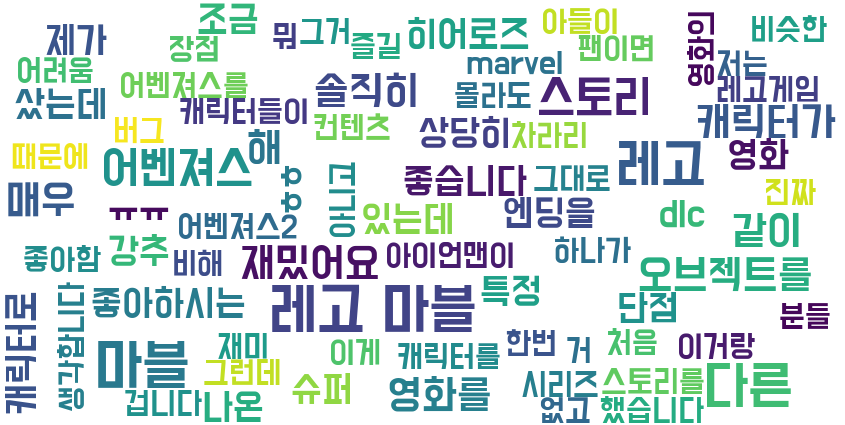 조금
뭐
그거
즐길
히어로즈
아들이
비슷한
제가
장점
팬이면
영화인
어려움
어벤져스를
솔직히
marvel
저는
레고게임
샀는데
캐릭터들이
몰라도
스토리
캐릭터가
버그
컨텐츠
상당히
차라리
때문에
어벤져스
해
레고
영화
매우
ㅎㅎ
아니고
좋습니다
그대로
진짜
ㅠㅠ
어벤져스2
있는데
엔딩을
dlc
같이
좋아함
강추
비해
재밌어요
아이언맨이
하나가
오브젝트를
캐릭터로
생각합니다
좋아하시는
레고 마블
특정
단점
분들
마블
재미
이게
캐릭터를
한번
거
처음
이거랑
그런데
슈퍼
영화를
시리즈
스토리를
다른
겁니다
나온
없고
했습니다